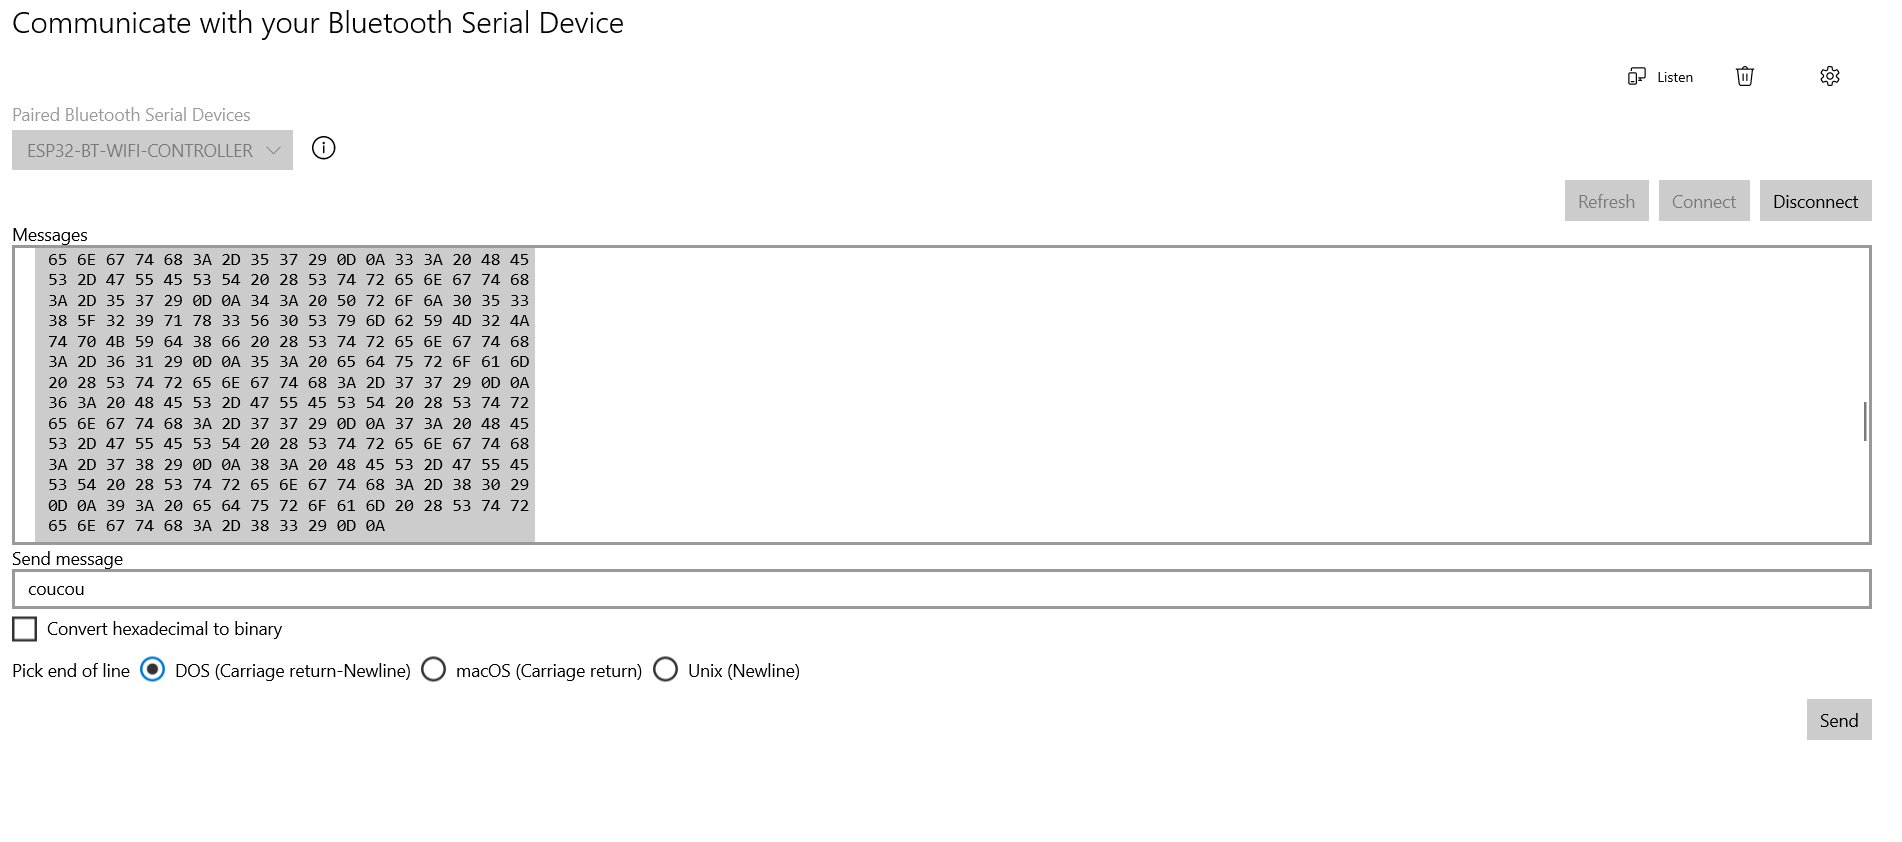 Communicate with your Bluetooth Serial Device
Listen
Paired Bluetooth Serial Devices
ESP32-BT-WIFI-CONTROLLER
Refresh Connect Disconnect
Messages
65 6E 67 74 68 3A 2D 35 37 29 0D 0A 33 3A 20 48 45
53 2D 47 55 45 53 54 20 28 53 74 72 65 6E 67 74 68
3A 2D 35 37 29 0D 0A 34 3A 20 50 72 6F 6A 30 35 33
38 5F 32 39 71 78 33 56 30 53 79 6D 62 59 4D 32 4A
74 70 4B 59 64 38 66 20 28 53 74 72 65 6E 67 74 68
3A 2D 36 31 29 0D 0A 35 3A 20 65 64 75 72 6F 61 6D
20 28 53 74 72 65 6E 67 74 68 3A 2D 37 37 29 0D 0A
36 3A 20 48 45 53 2D 47 55 45 53 54 20 28 53 74 72
65 6E 67 74 68 3A 2D 37 37 29 0D 0A 37 3A 20 48 45
53 2D 47 55 45 53 54 20 28 53 74 72 65 6E 67 74 68
3A 2D 37 38 29 0D 0A 38 3A 20 48 45 53 2D 47 55 45
53 54 20 28 53 74 72 65 6E 67 74 68 3A 2D 38 30 29
0D 0A 39 3A 20 65 64 75 72 6F 61 6D 20 28 53 74 72
65 6E 67 74 68 3A 2D 38 33 29 0D 0A
Send message
coucou
Convert hexadecimal to binary
Pick end of line DOS (Carriage return-Newline) macOS (Carriage return) Unix (Newline)
Send